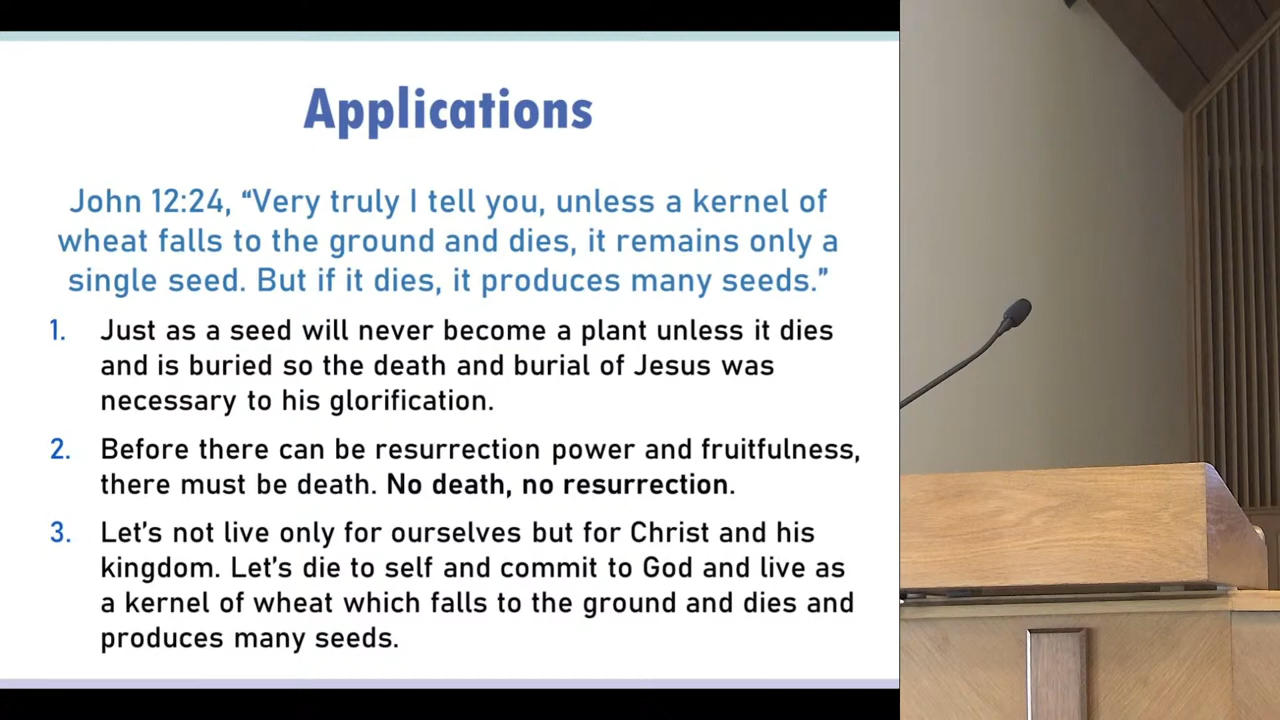 Applications
John 12:24, “Very truly I tell you, unless a kernel of
wheat falls to the ground and dies, it remains only a
single seed. But if it dies, it produces many seeds.”
1. Just as a seed will never become a plant unless it dies
and is buried so the death and burial of Jesus was
necessary to his glorification.
2. Before there can be resurrection power and fruitfulness,
there must be death. No death, no resurrection.
3. Let’s not live only for ourselves but for Christ and his
kingdom. Let’s die to self and commit to God and live as
a kernel of wheat which falls to the ground and dies and
produces many seeds.